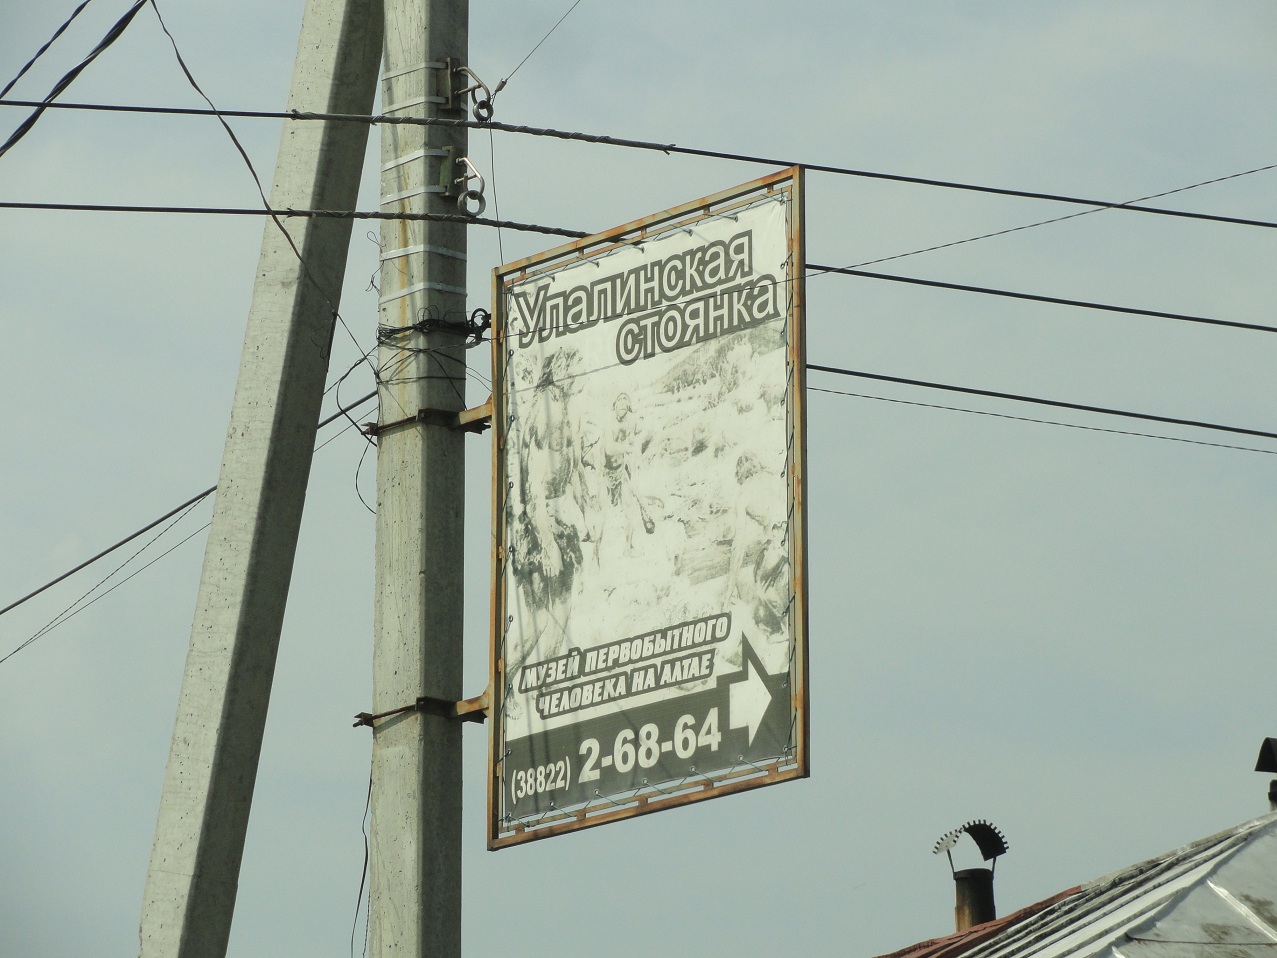 Улалинская
стоянка
МУЗЕЙ ПЕРВОБЫТНОГО
ЧЕЛОВЕКА НА АЛТАЕ
(38822) 2-68-64